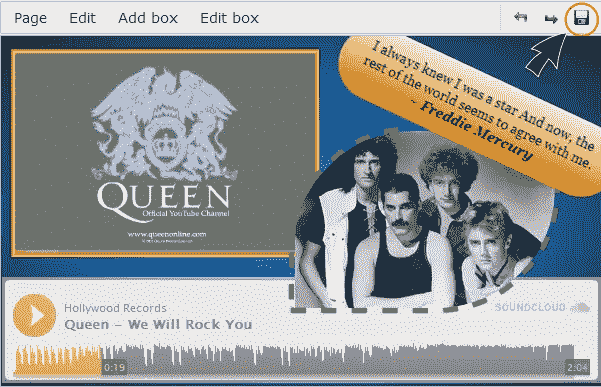 Page Edit Add box Edit box
I always knew I was a star And now, the
rest of the world seems to agree with me.
- Freddie Mercury
QUEEN
Official YouTube Channel
www.queenonline.com
Hollywood Records
SOUNDCLOUD
Queen – We Will Rock You
0:19
2:04